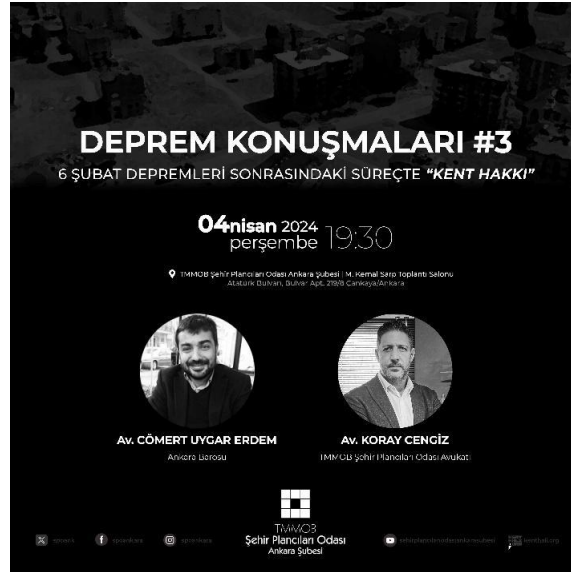 DEPREM KONUŞMALARI #3
6 ŞUBAT DEPREMLERİ SONRASINDAKİ SÜREÇTE “KENT HAKKI”
04nisan 2024
perşembe 19:30
TMMOB Şehir Plancıları Odası Ankara Şubesi | M. Kemal Sarp Toplantı Salonu
Atatürk Bulvarı, Bulvar Apt. 219/8 Çankaya/Ankara
Av. CÖMERT UYGAR ERDEM
Ankara Barosu
Av. KORAY CENGİZ
TMMOB Şehir Plancıları Odası Avukatı
TMMOB
Şehir Plancıları Odası
Ankara Şubesi